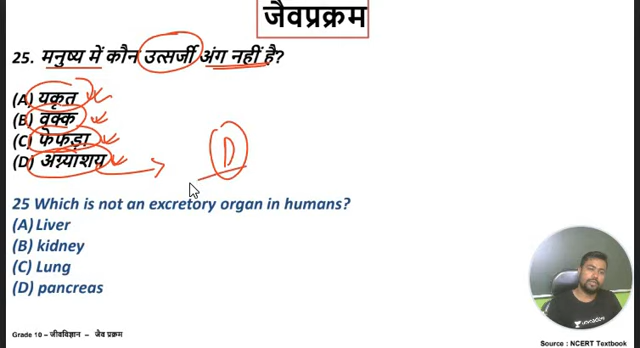 जैवप्रक्रम
25. मनुष्य में कौन उत्सर्जी अंग नहीं है?
(A) यकृत
(B) वृक्क
(C) फेफड़ा
(D) अग्न्याशय
D
25 Which is not an excretory organ in humans?
(A) Liver
(B) kidney
(C) Lung
(D) pancreas
Grade 10 – जीवविज्ञान – जैव प्रक्रम
Source : NCERT Textbook